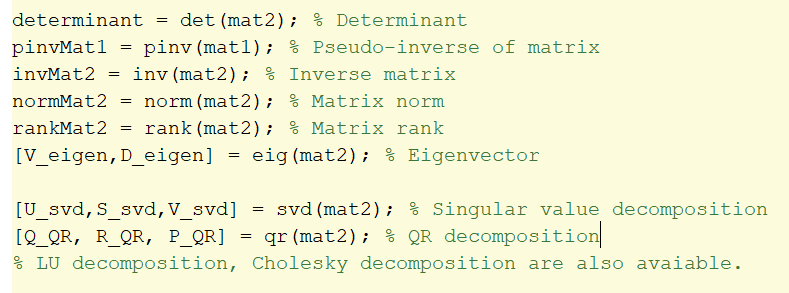 determinant = det(mat2); % Determinant
pinvMat1 = pinv(mat1); % Pseudo-inverse of matrix
invMat2 = inv(mat2); % Inverse matrix
normMat2 = norm(mat2); % Matrix norm
rankMat2 = rank(mat2); % Matrix rank
[V_eigen,D_eigen] = eig(mat2); % Eigenvector
[U_svd,S_svd,V_svd] = svd(mat2); % Singular value decomposition
[Q_QR, R_QR, P_QR] = qr(mat2); % QR decomposition
% LU decomposition, Cholesky decomposition are also avaiable.